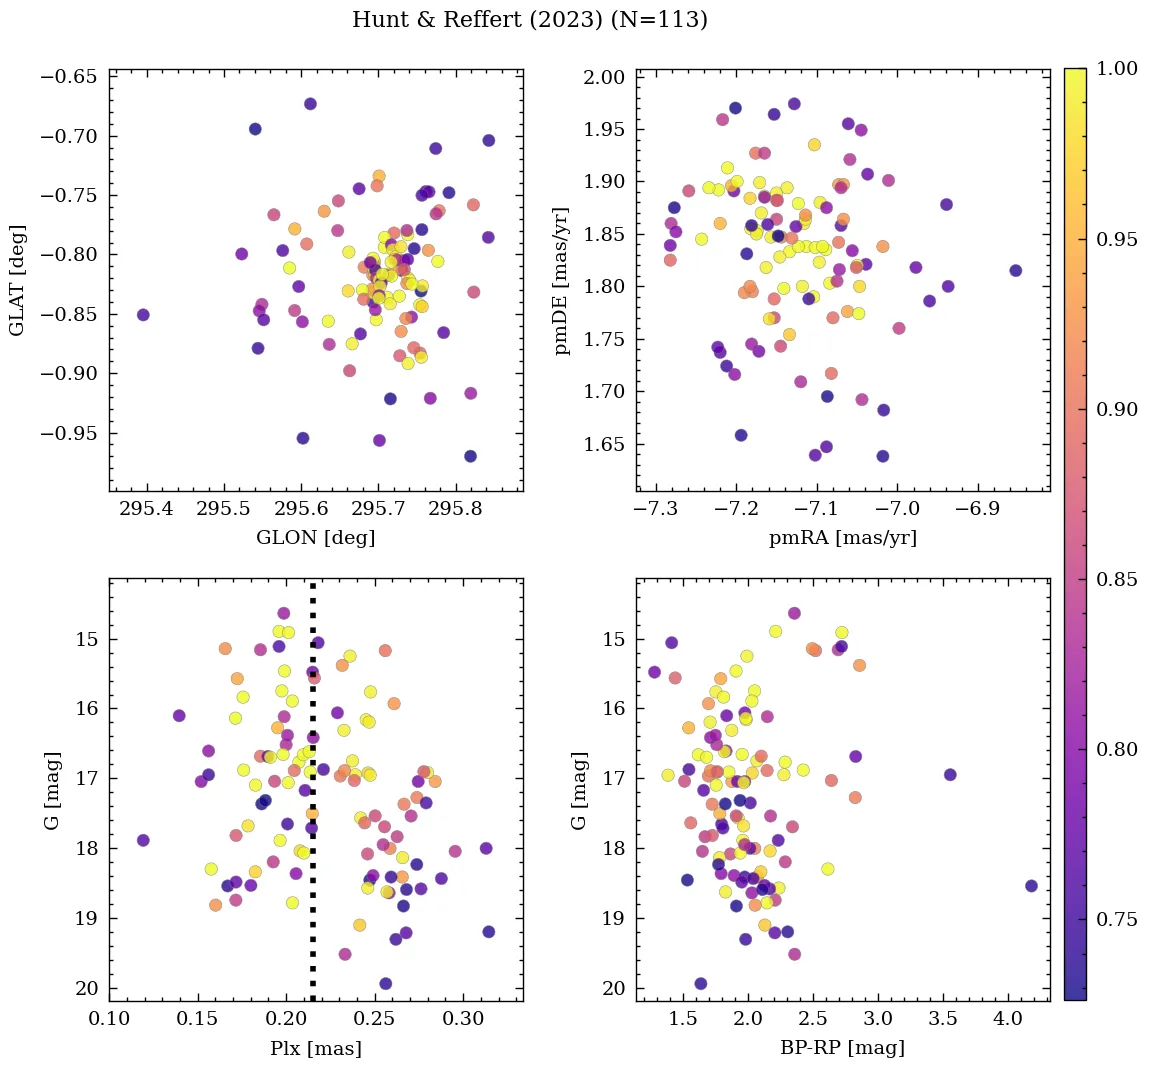 Hunt & Reffert (2023) (N=113)
−0.65
−0.70
−0.75
−0.80
−0.85
−0.90
−0.95
GLAT [deg]
295.4 295.5 295.6 295.7 295.8
GLON [deg]
2.00
1.95
1.90
1.85
1.80
1.75
1.70
1.65
pmDE [mas/yr]
−7.3 −7.2 −7.1 −7.0 −6.9
pmRA [mas/yr]
15
16
17
18
19
20
G [mag]
0.10 0.15 0.20 0.25 0.30
Plx [mas]
15
16
17
18
19
20
G [mag]
1.5 2.0 2.5 3.0 3.5 4.0
BP-RP [mag]
1.00
0.95
0.90
0.85
0.80
0.75